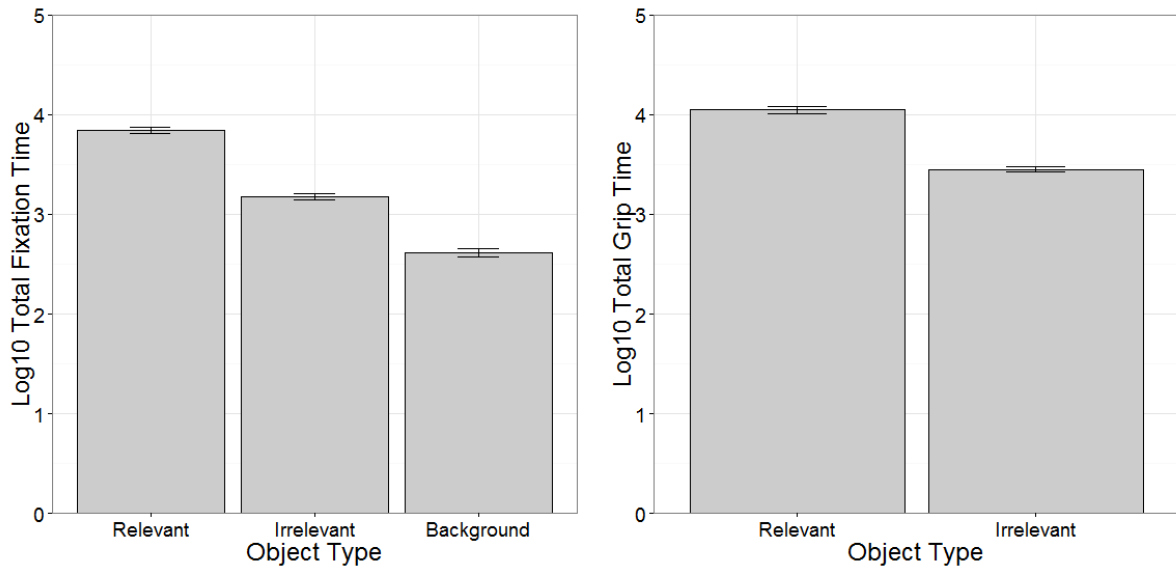 Log10 Total Fixation Time
5
4
3
2
1
0
Relevant Irrelevant Background
Object Type
Log10 Total Grip Time
5
4
3
2
1
0
Relevant Irrelevant
Object Type